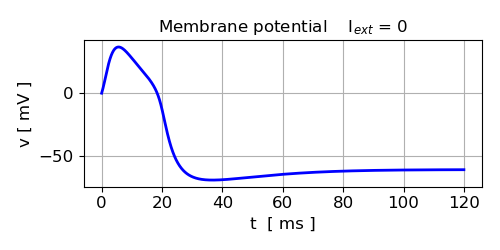 Membrane potential    I_ext = 0
0
−50
v [ mV ]
0 20 40 60 80 100 120
t [ ms ]